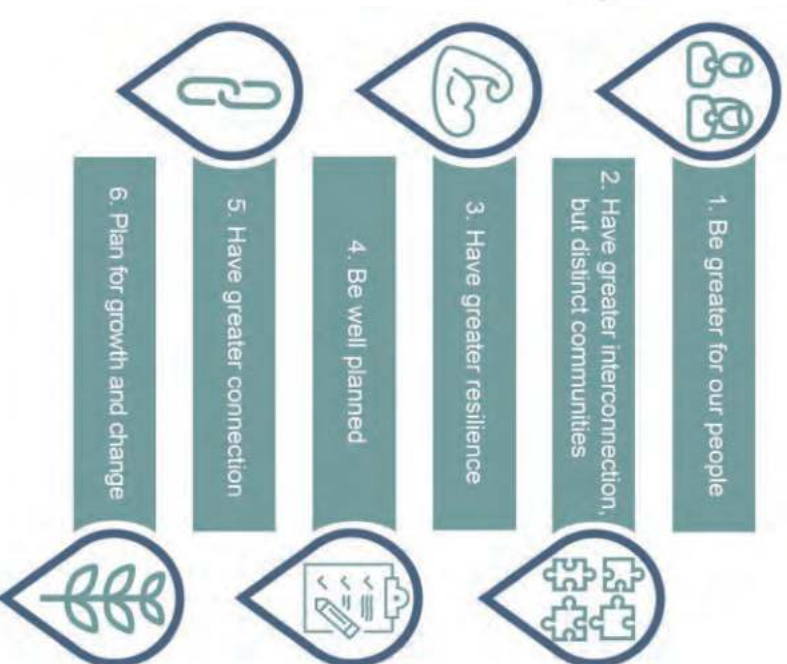 1. Be greater for our people
2. Have greater interconnection,
but distinct communities
3. Have greater resilience
4. Be well planned
5. Have greater connection
6. Plan for growth and change